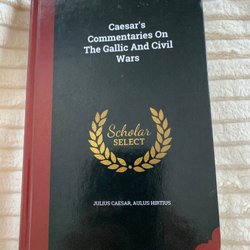 Caesar's
Commentaries On
The Gallic And Civil
Wars
Scholar
SELECT
JULIUS CAESAR, AULUS HIRTIUS